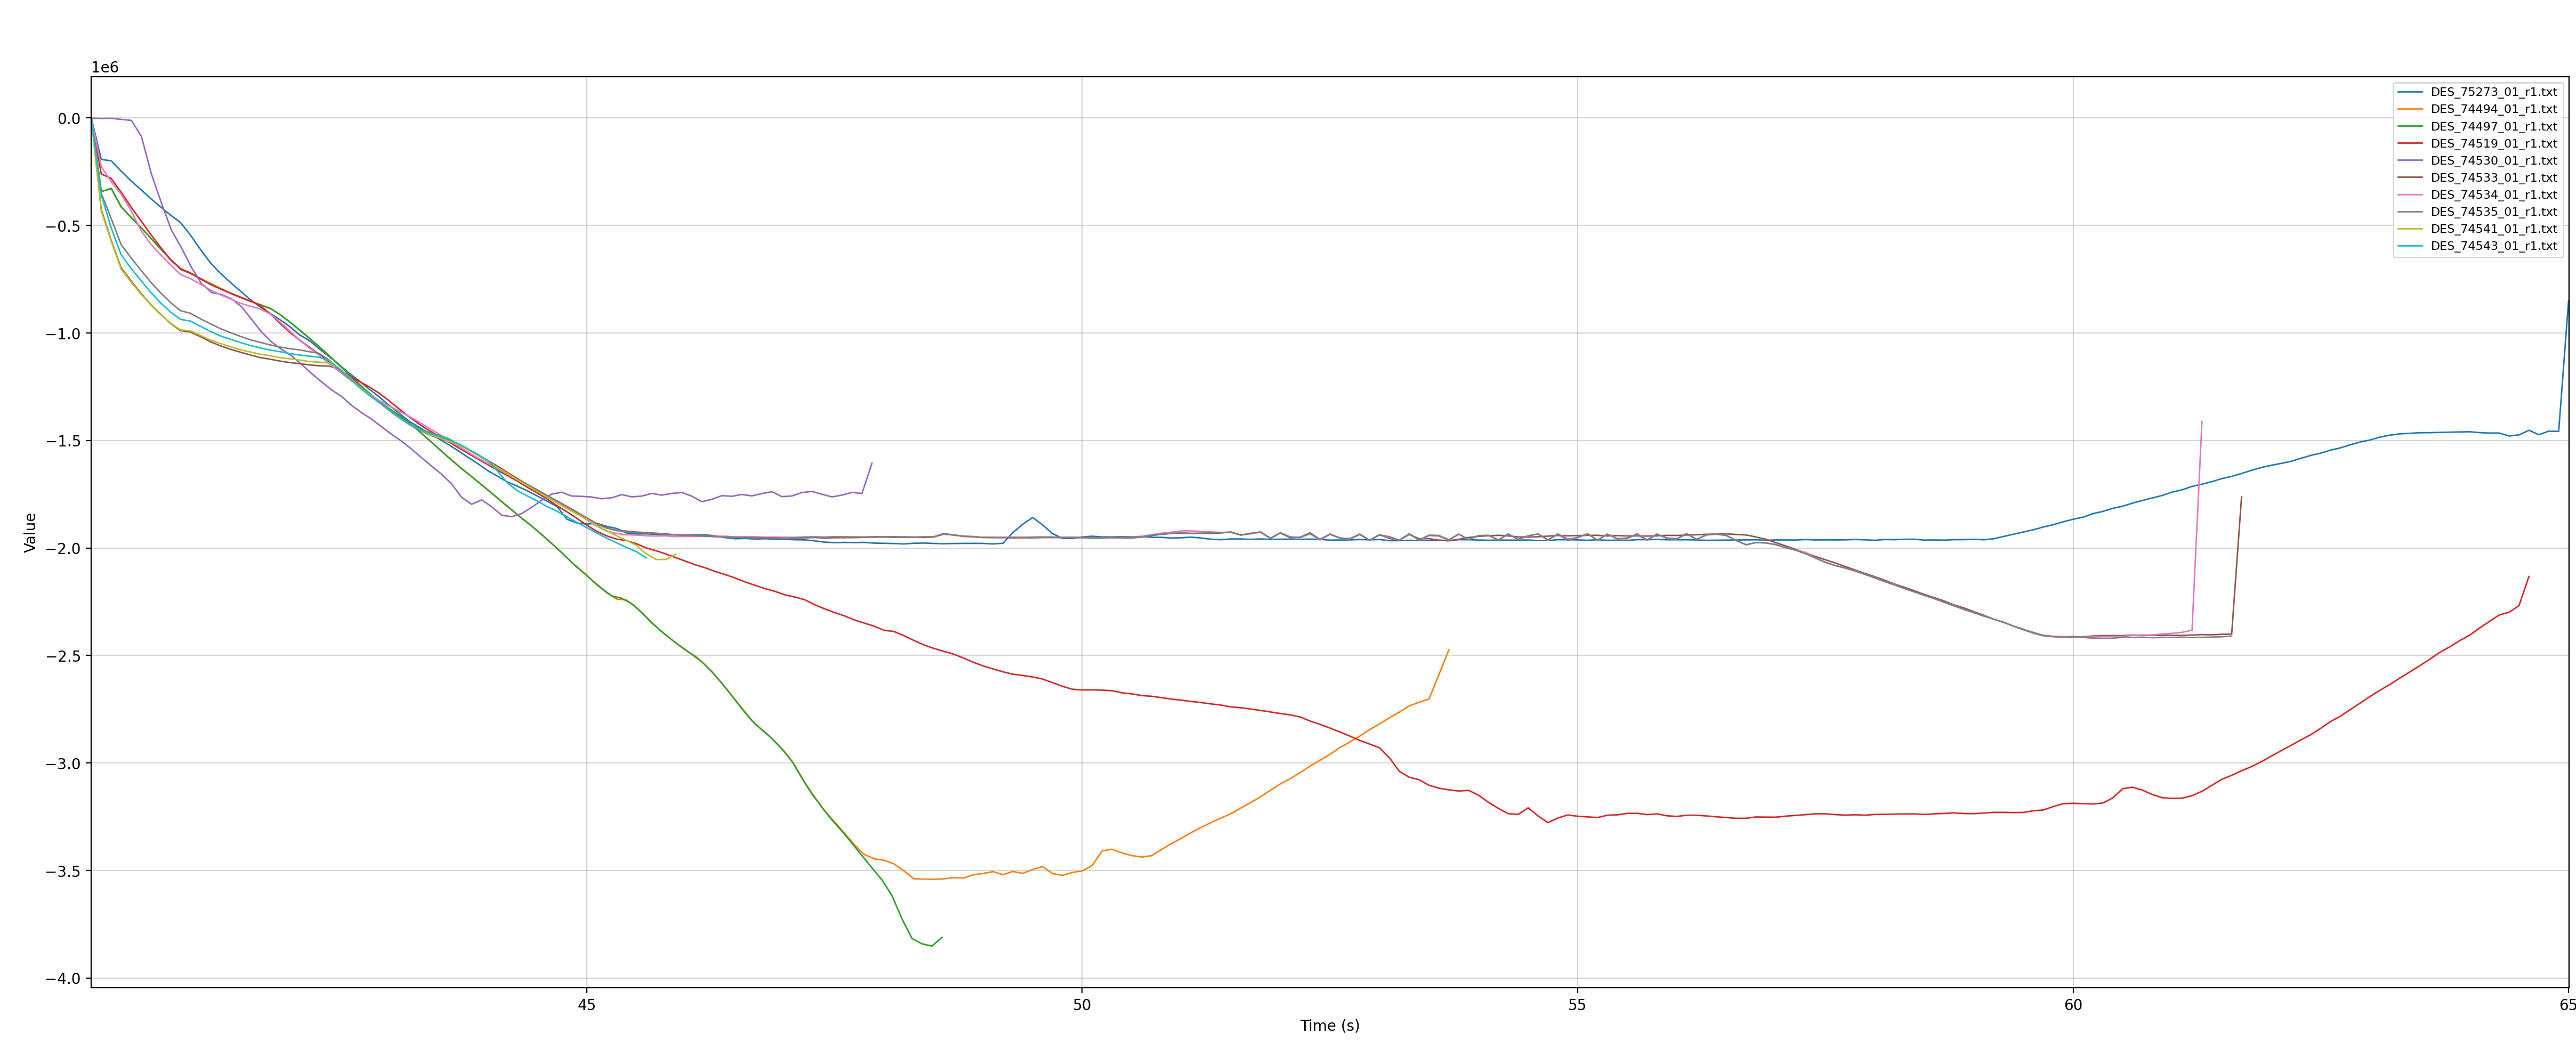 1e6
0.0
−0.5
−1.0
−1.5
−2.0
−2.5
−3.0
−3.5
−4.0
Value
45
50
55
60
65
Time (s)
DES_75273_01_r1.txt
DES_74494_01_r1.txt
DES_74497_01_r1.txt
DES_74519_01_r1.txt
DES_74530_01_r1.txt
DES_74533_01_r1.txt
DES_74534_01_r1.txt
DES_74535_01_r1.txt
DES_74541_01_r1.txt
DES_74543_01_r1.txt